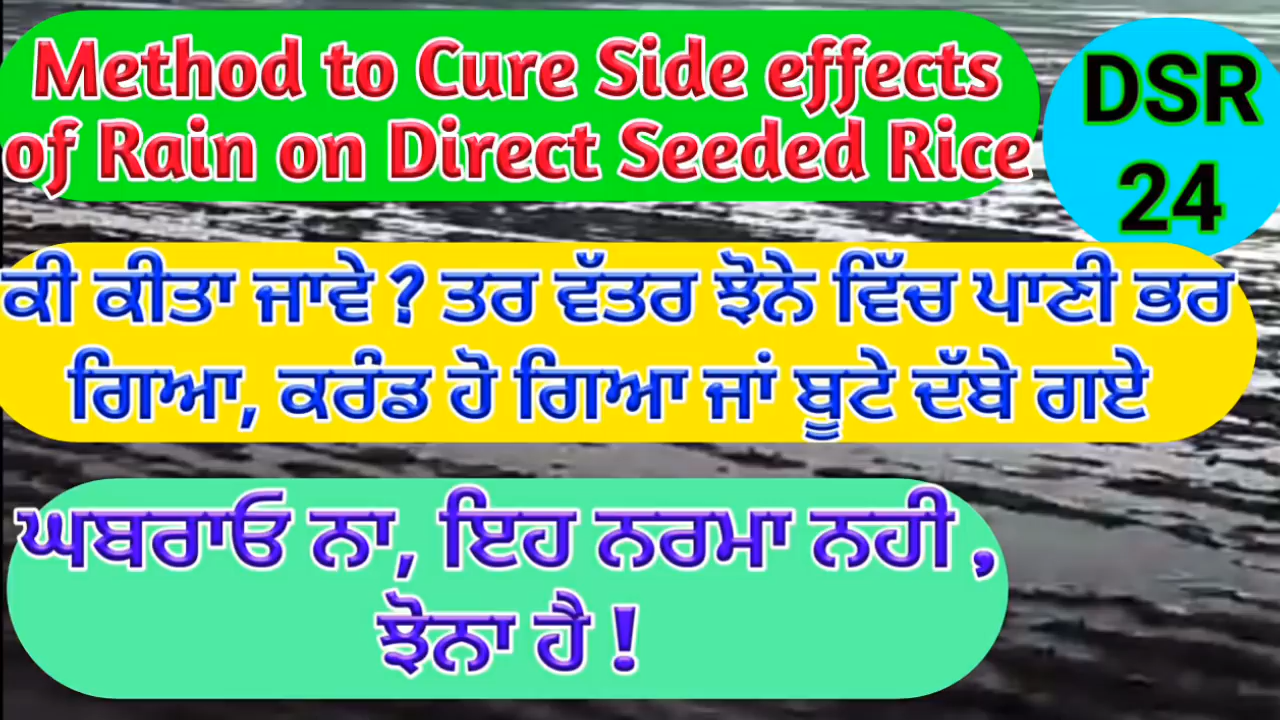 Method to Cure Side effects
of Rain on Direct Seeded Rice
DSR
24
ਕੀ ਕੀਤਾ ਜਾਵੇ ? ਤਰ ਵੱਤਰ ਝੋਨੇ ਵਿੱਚ ਪਾਣੀ ਭਰ
ਗਿਆ, ਕਰੰਡ ਹੋ ਗਿਆ ਜਾਂ ਬੂਟੇ ਦੱਬੇ ਗਏ
ਘਬਰਾਓ ਨਾ, ਇਹ ਨਰਮਾ ਨਹੀ ,
ਝੋਨਾ ਹੈ !